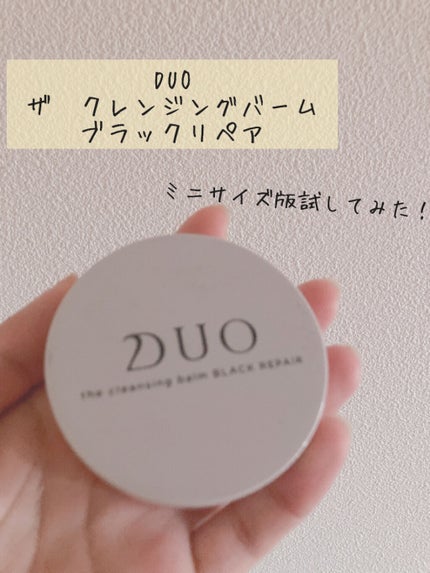 DUO
ザ クレンジングバーム
ブラックリペア
ミニサイズ版試してみた!
DUO
the cleansing balm BLACK REPAIR